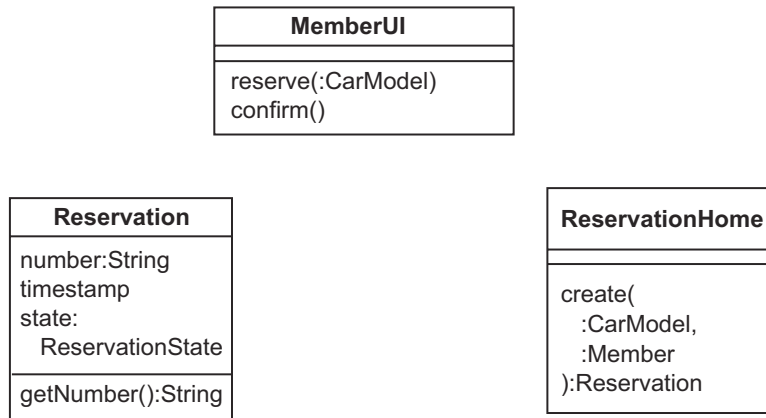 MemberUI
reserve(:CarModel)
confirm()
Reservation
number:String
timestamp
state:
ReservationState
getNumber():String
ReservationHome
create(
:CarModel,
:Member
):Reservation